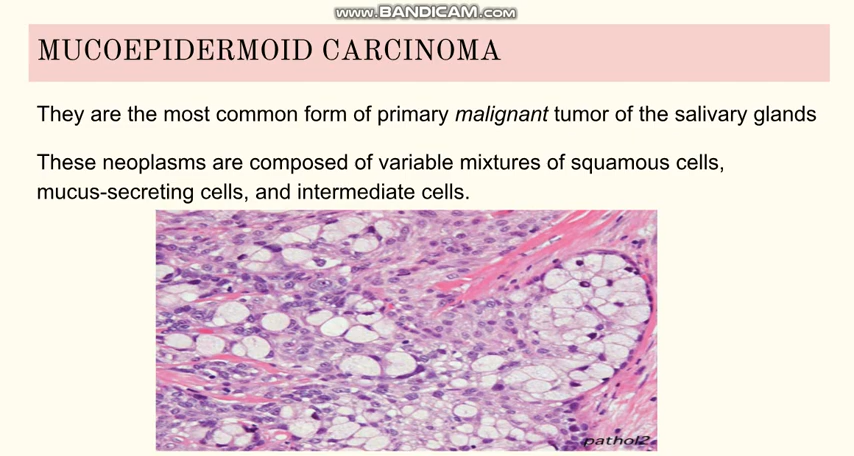 www.BANDICAM.com
MUCOEPIDERMOID CARCINOMA
They are the most common form of primary malignant tumor of the salivary glands
These neoplasms are composed of variable mixtures of squamous cells,
mucus-secreting cells, and intermediate cells.
pathol2